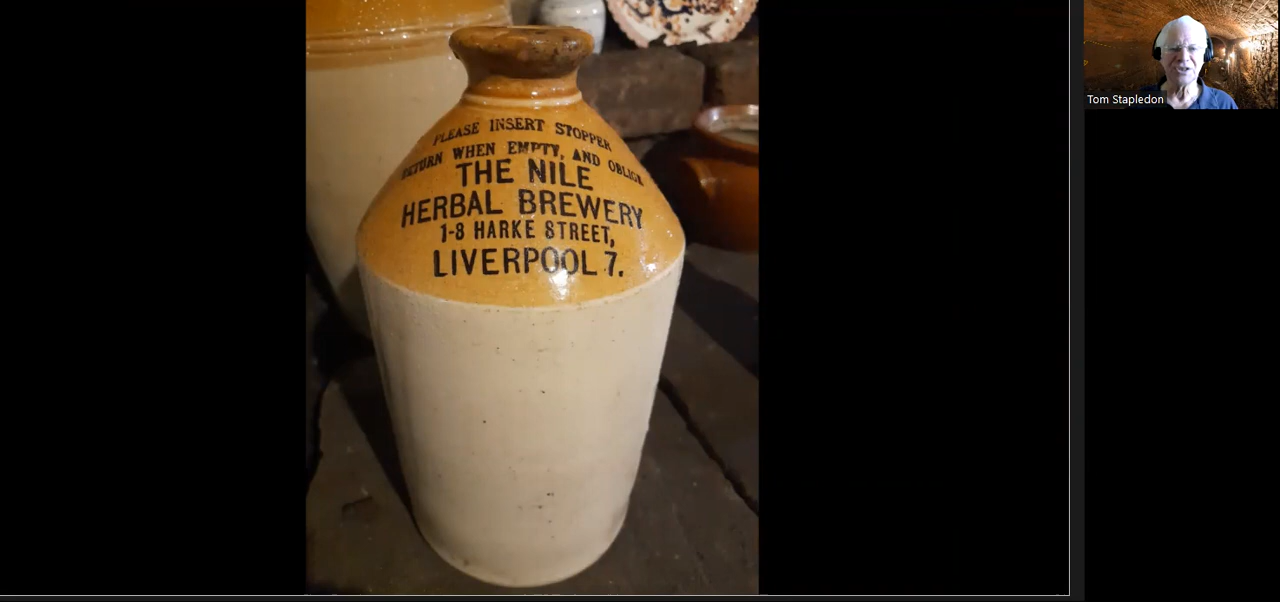 PLEASE INSERT STOPPER
RETURN WHEN EMPTY, AND OBLIGE
THE NILE
HERBAL BREWERY
1-8 HARKE STREET,
LIVERPOOL 7.
Tom Stapledon